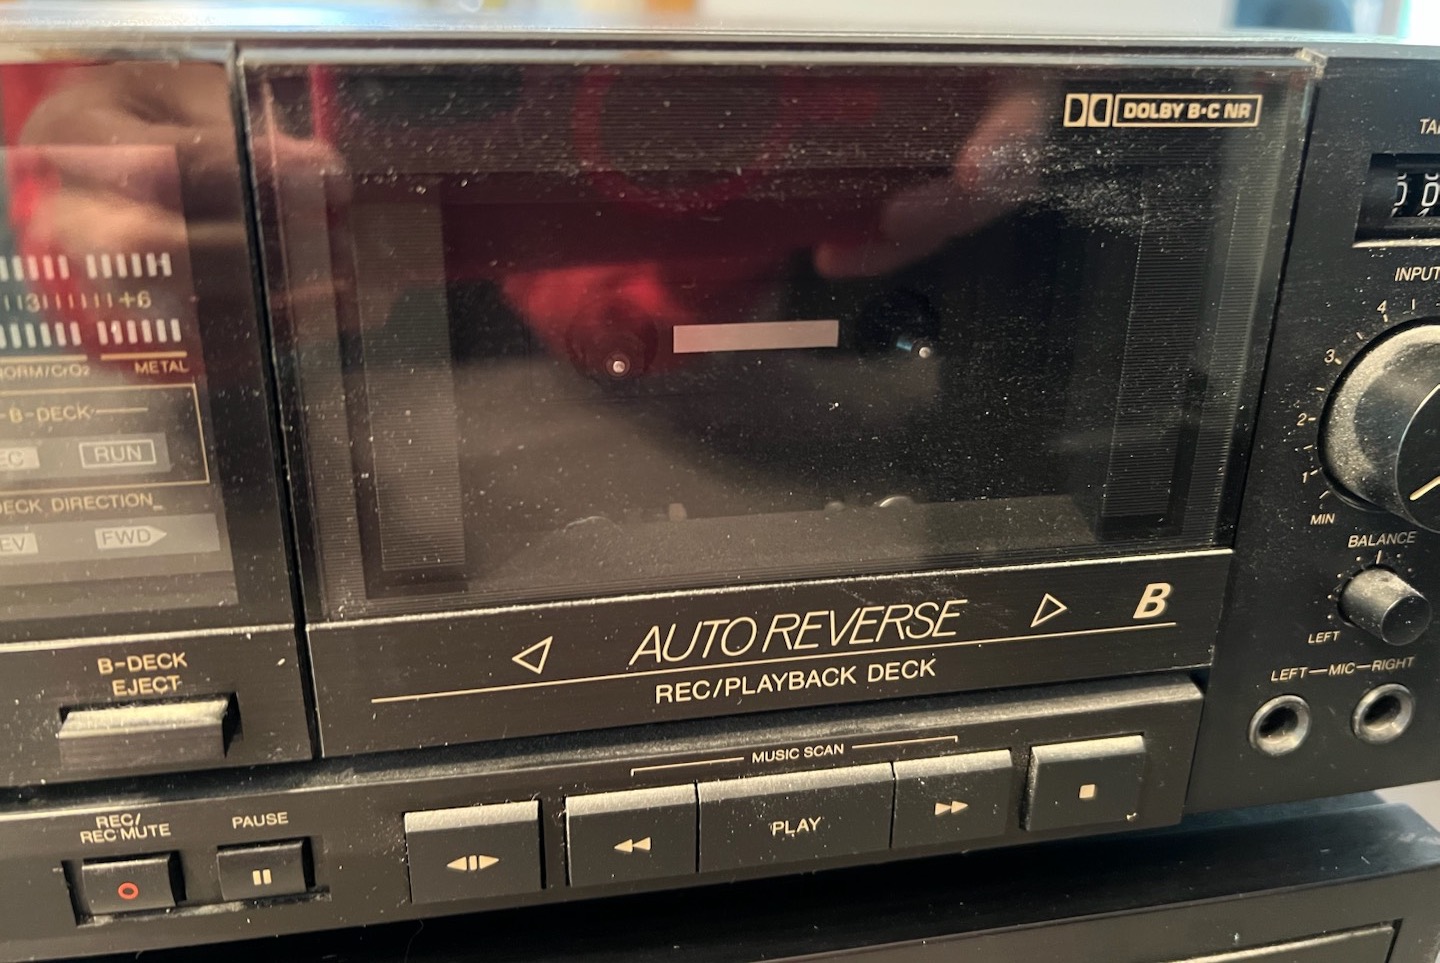 DOLBY B•C NR
+6
NORM/CrO2
METAL
B-DECK
RUN
DECK DIRECTION
FWD
INPUT
4
3
2
1
MIN
BALANCE
LEFT
LEFT—MIC—RIGHT
AUTO REVERSE
B
REC/PLAYBACK DECK
B-DECK
EJECT
MUSIC SCAN
REC/
REC MUTE
PAUSE
PLAY